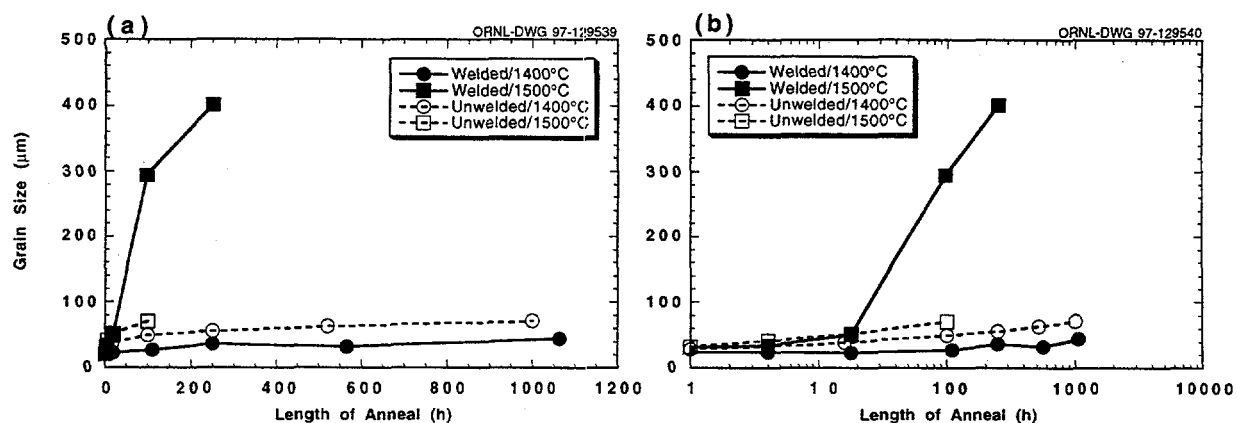 (a)
ORNL-DWG 97-129539
500
400
300
200
100
0
Grain Size (μm)
0 200 400 600 800 1000 1200
Length of Anneal (h)
Welded/1400°C
Welded/1500°C
Unwelded/1400°C
Unwelded/1500°C
(b)
ORNL-DWG 97-129540
500
400
300
200
100
0
1 10 100 1000 10000
Length of Anneal (h)
Welded/1400°C
Welded/1500°C
Unwelded/1400°C
Unwelded/1500°C